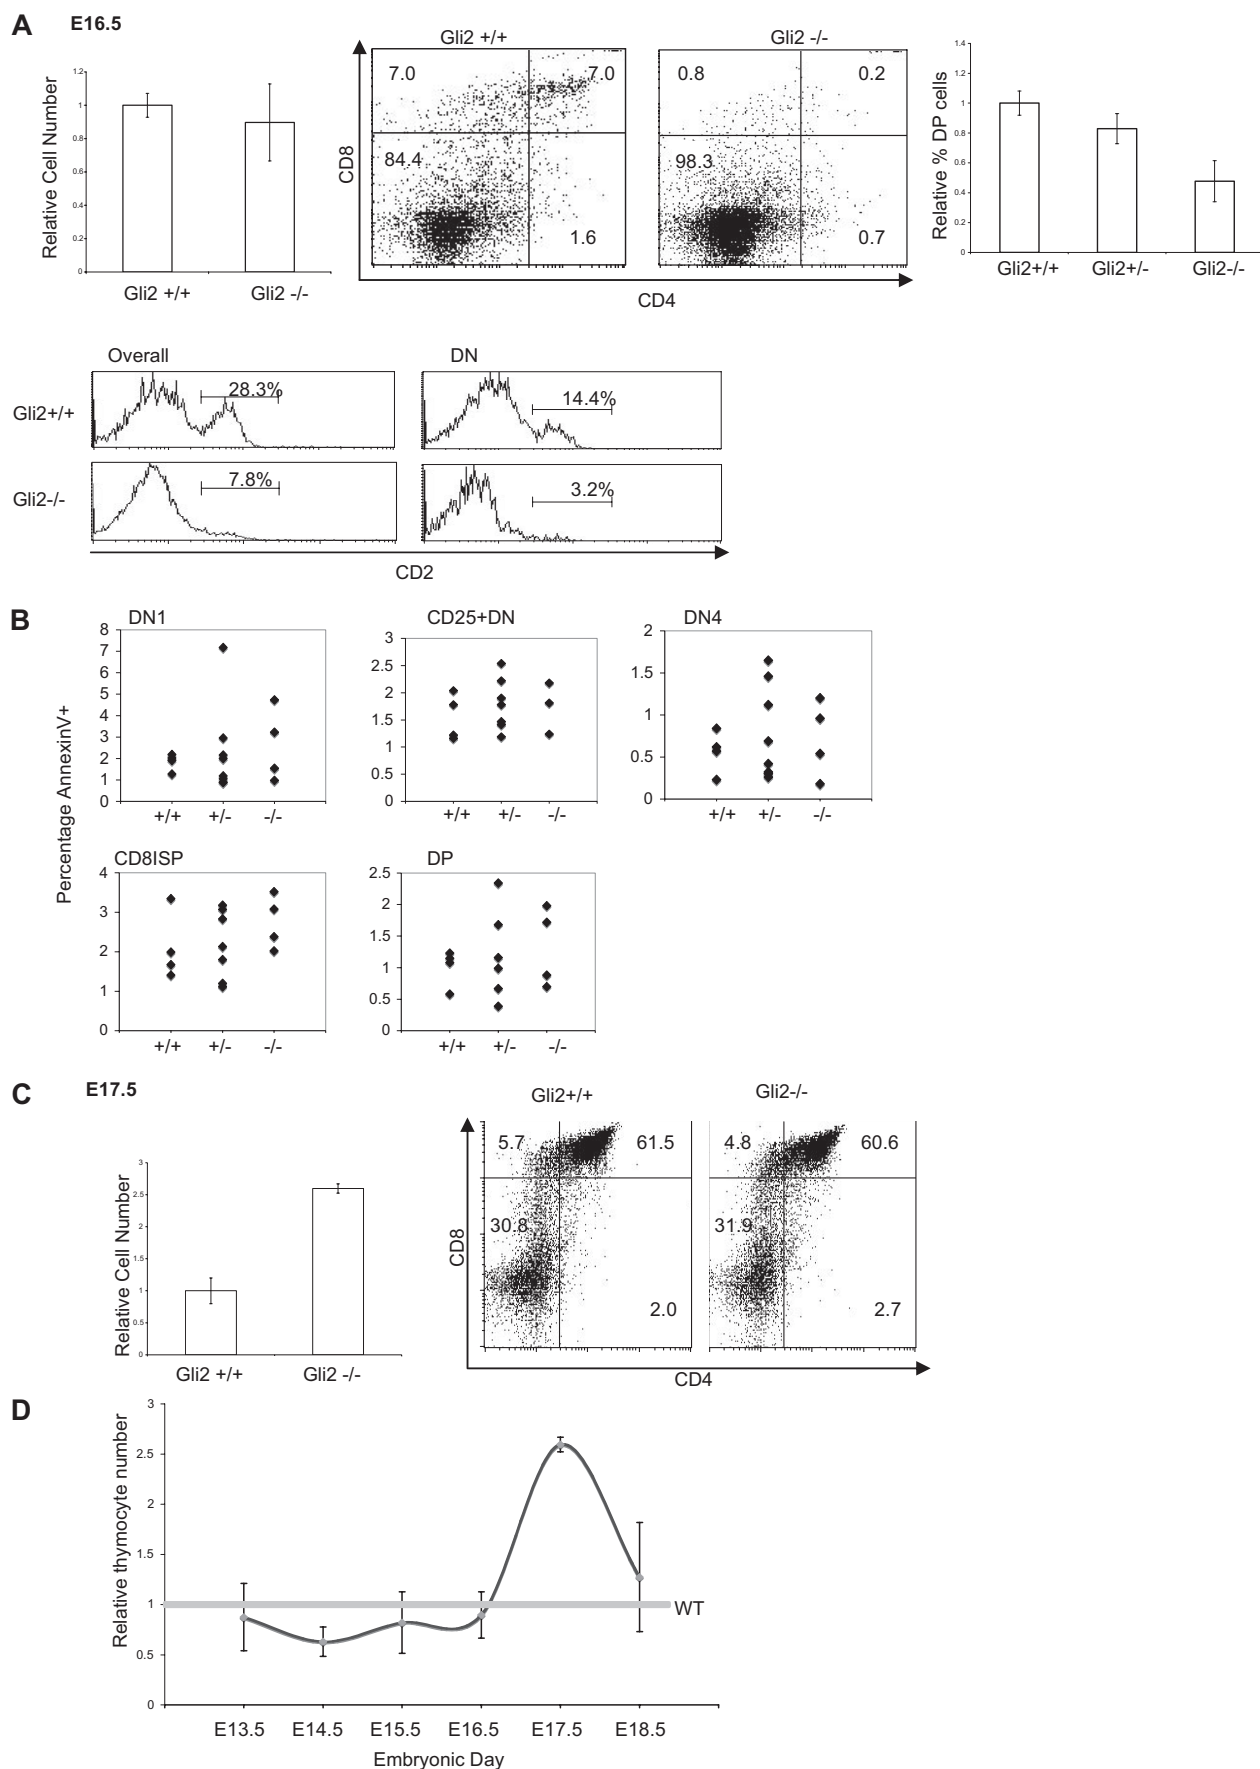 A E16.5
Relative Cell Number
1.2
1
0.8
0.6
0.4
0.2
0
Gli2 +/+ Gli2 -/-
Gli2 +/+ Gli2 -/-
CD8
7.0 7.0
84.4
1.6
0.8 0.2
98.3
0.7
CD4
Relative % DP cells
1.4
1.2
1
0.8
0.6
0.4
0.2
0
Gli2+/+ Gli2+/- Gli2-/-
Overall DN
Gli2+/+ 28.3% 14.4%
Gli2-/- 7.8% 3.2%
CD2
B
Percentage AnnexinV+
DN1
8
7
6
5
4
3
2
1
0
+/+ +/- -/-
CD25+DN
3
2.5
2
1.5
1
0.5
0
+/+ +/- -/-
DN4
2
1.5
1
0.5
0
+/+ +/- -/-
CD8ISP
4
3
2
1
0
+/+ +/- -/-
DP
2.5
2
1.5
1
0.5
0
+/+ +/- -/-
C E17.5
Relative Cell Number
3
2.5
2
1.5
1
0.5
0
Gli2 +/+ Gli2 -/-
Gli2+/+ Gli2-/-
CD8
5.7 61.5
30.8
2.0
4.8 60.6
31.9
2.7
CD4
D
Relative thymocyte number
3
2.5
2
1.5
1
0.5
0
WT
E13.5 E14.5 E15.5 E16.5 E17.5 E18.5
Embryonic Day